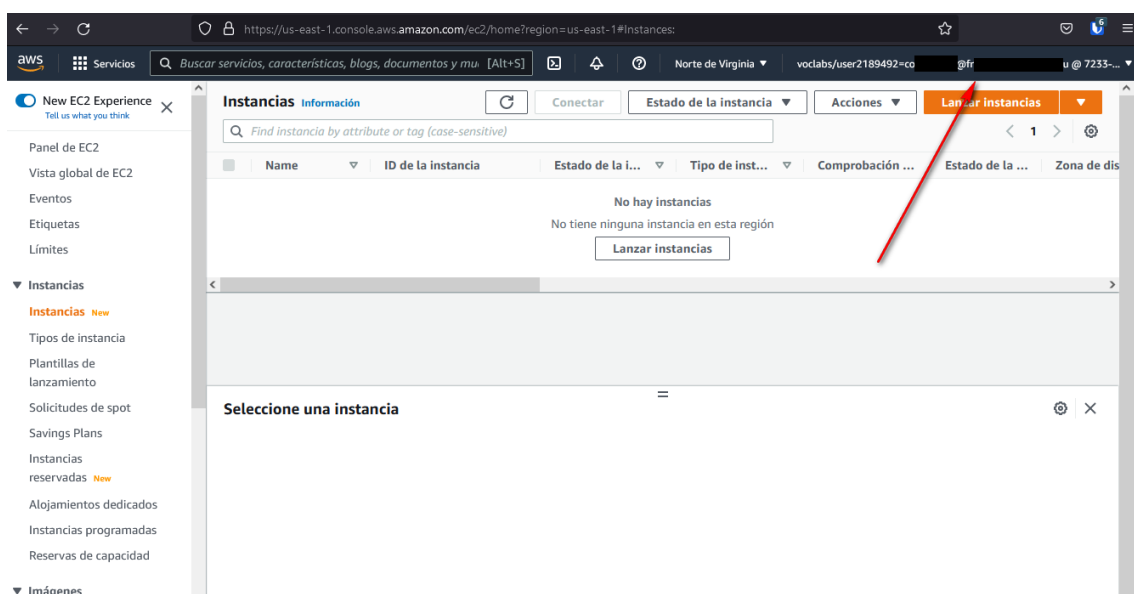 https://us-east-1.console.aws.amazon.com/ec2/home?region=us-east-1#Instances:
6
aws Servicios Buscar servicios, características, blogs, documentos y mu [Alt+S] Norte de Virginia voclabs/user2189492=co @fr u @ 7233-...
New EC2 Experience
Tell us what you think
Panel de EC2
Vista global de EC2
Eventos
Etiquetas
Límites
Instancias
Instancias New
Tipos de instancia
Plantillas de
lanzamiento
Solicitudes de spot
Savings Plans
Instancias
reservadas New
Alojamientos dedicados
Instancias programadas
Reservas de capacidad
Imágenes
Instancias Información Conectar Estado de la instancia Acciones Lanzar instancias
Find instancia by attribute or tag (case-sensitive) 1
Name ID de la instancia Estado de la i... Tipo de inst... Comprobación ... Estado de la ... Zona de dis
No hay instancias
No tiene ninguna instancia en esta región
Lanzar instancias
Seleccione una instancia